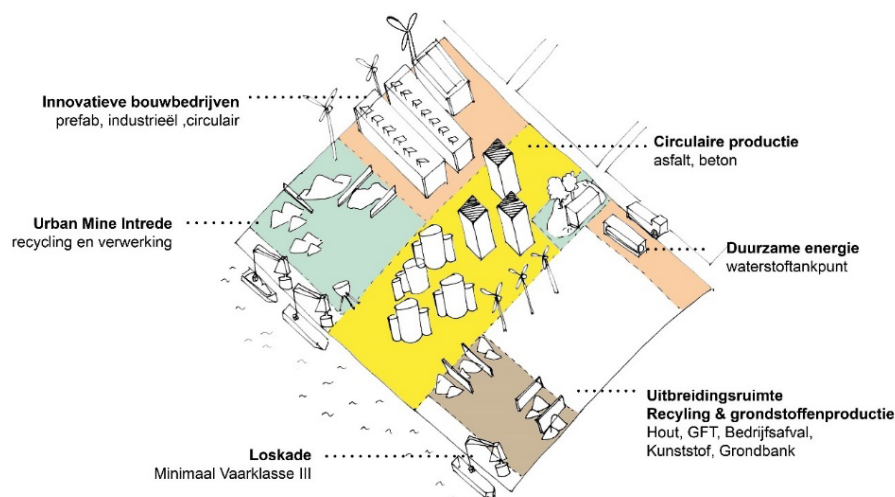 Innovatieve bouwbedrijven
prefab, industrieël ,circulair
Circulaire productie
asfalt, beton
Urban Mine Intrede
recycling en verwerking
Duurzame energie
waterstoftankpunt
Uitbreidingsruimte
Recyling & grondstoffenproductie
Hout, GFT, Bedrijfsafval,
Kunststof, Grondbank
Loskade
Minimaal Vaarklasse III